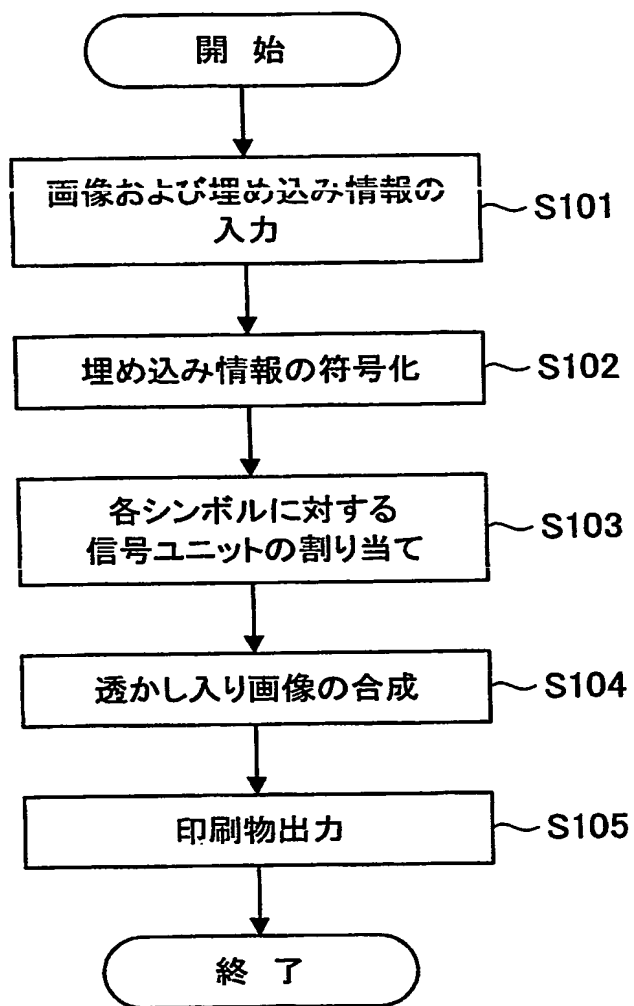 開 始
画像および埋め込み情報の
入力
S101
埋め込み情報の符号化
S102
各シンボルに対する
信号ユニットの割り当て
S103
透かし入り画像の合成
S104
印刷物出力
S105
終 了